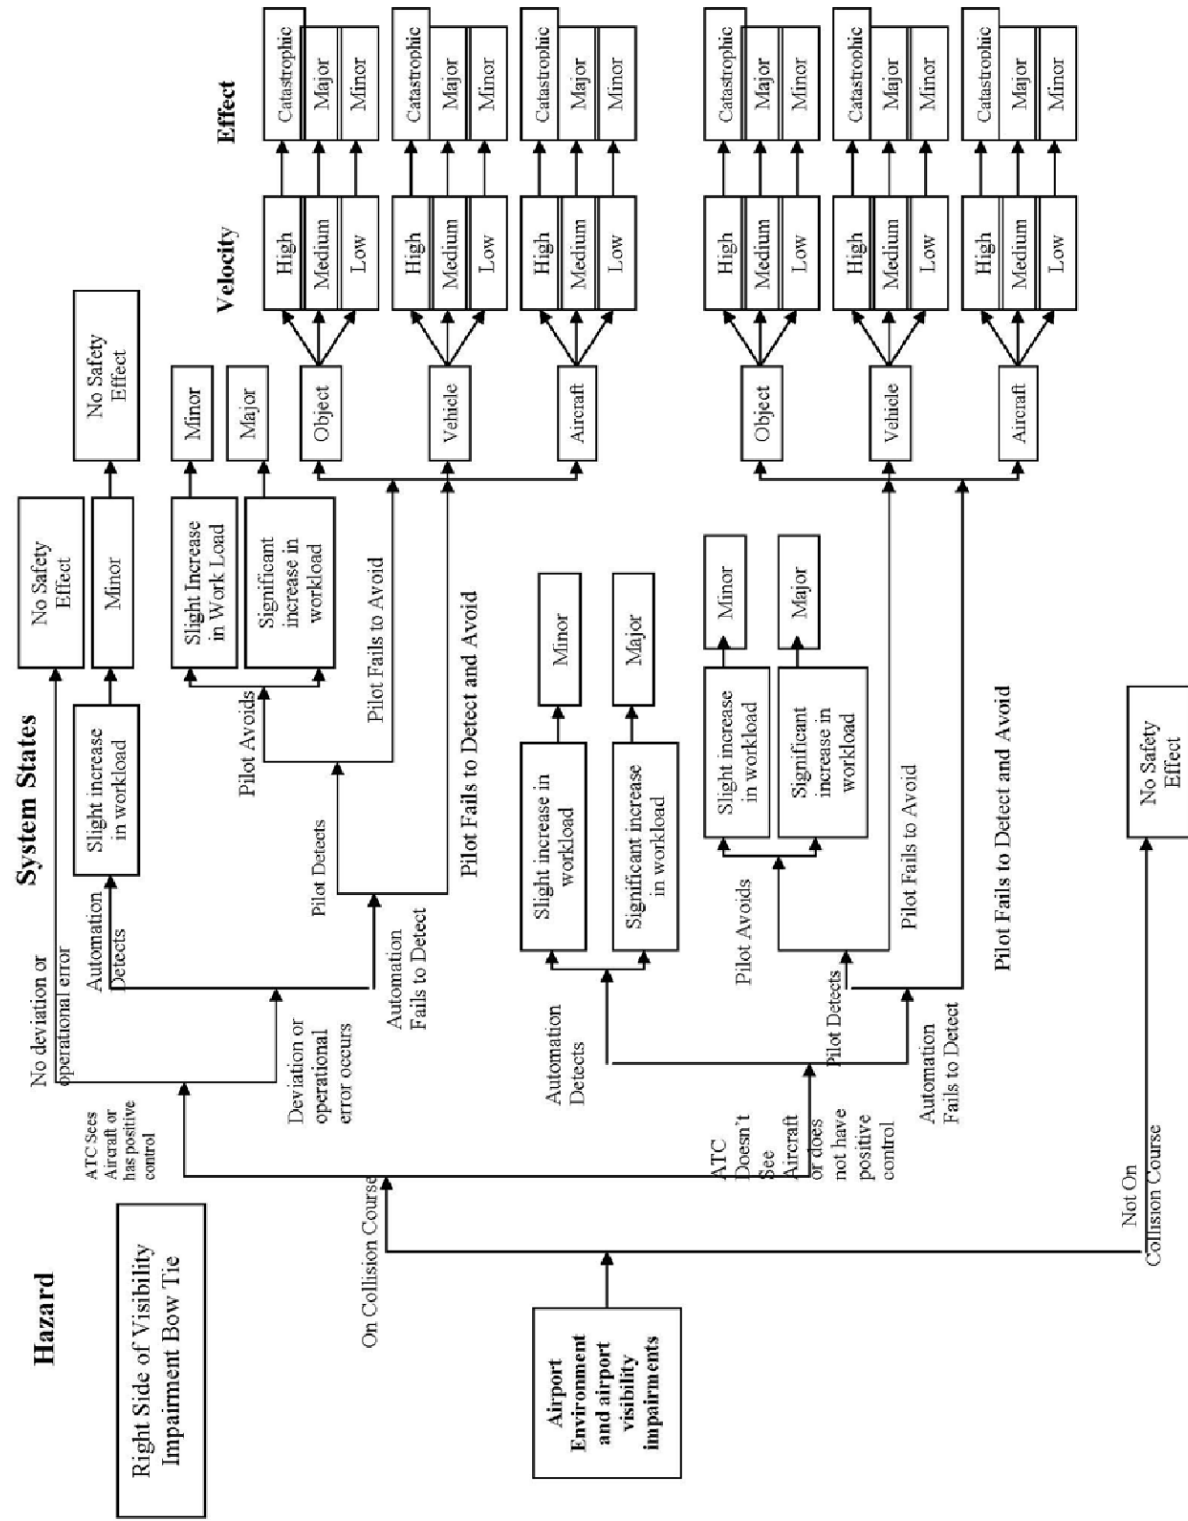 Hazard
System States
Velocity
Effect
Right Side of Visibility
Impairment Bow Tie
Airport
Environment
and airport
visibility
impairments
On Collision Course
Not On
Collision Course
No Safety
Effect
ATC Sees
Aircraft or
has positive
control
No deviation or
operational error
No Safety
Effect
Deviation or
operational
error occurs
Automation
Detects
Slight increase
in workload
Minor
No Safety
Effect
Automation
Fails to Detect
Pilot Detects
Pilot Avoids
Slight Increase
in Work Load
Minor
Significant
increase in
workload
Major
Pilot Fails to Avoid
Pilot Fails to Detect and Avoid
Object
High
Medium
Low
Catastrophic
Major
Minor
Vehicle
High
Medium
Low
Catastrophic
Major
Minor
Aircraft
High
Medium
Low
Catastrophic
Major
Minor
ATC
Doesn't
See
Aircraft
or does
not have
positive
control
Automation
Detects
Slight increase in
workload
Minor
Significant increase
in workload
Major
Automation
Fails to Detect
Pilot Detects
Pilot Avoids
Slight increase
in workload
Minor
Significant
increase in
workload
Major
Pilot Fails to Avoid
Pilot Fails to Detect and Avoid
Object
High
Medium
Low
Catastrophic
Major
Minor
Vehicle
High
Medium
Low
Catastrophic
Major
Minor
Aircraft
High
Medium
Low
Catastrophic
Major
Minor